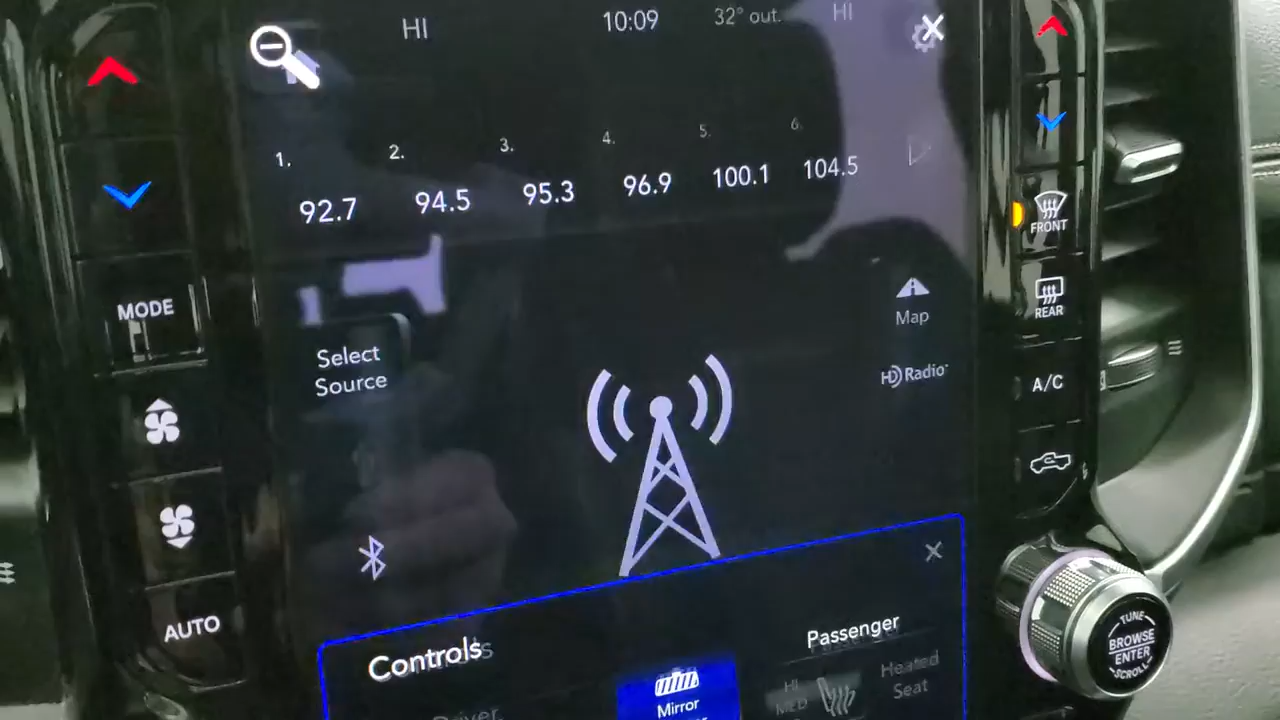 HI
10:09
32° out.
HI
1.
2.
3.
4.
5.
6.
92.7
94.5
95.3
96.9
100.1
104.5
MODE
FRONT
REAR
Map
Select
Source
HD Radio
A/C
AUTO
Controls
Passenger
Driver
Mirror
HI
MED
Heated
Seat
TUNE
BROWSE
ENTER
SCROLL